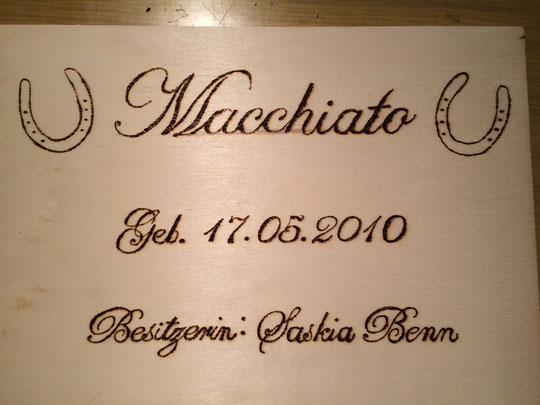 Macchiato
Geb. 17.05.2010
Besitzerin: Saskia Benn